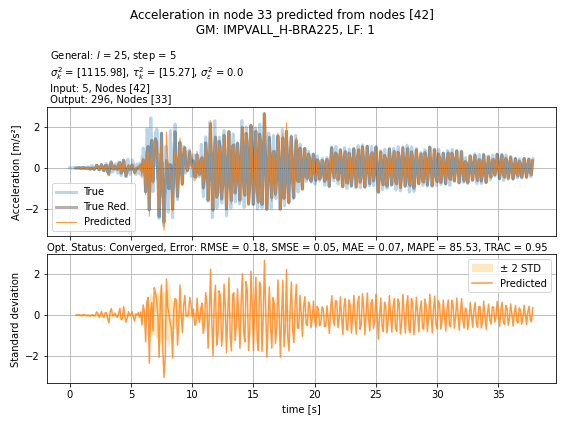 Acceleration in node 33 predicted from nodes [42]
GM: IMPVALL_H-BRA225, LF: 1
General: l = 25, step = 5
σ²ₖ = [1115.98], τ²ₖ = [15.27], σ²ₑ = 0.0
Input: 5, Nodes [42]
Output: 296, Nodes [33]
Acceleration [m/s²]
2
0
−2
True
True Red.
Predicted
Opt. Status: Converged, Error: RMSE = 0.18, SMSE = 0.05, MAE = 0.07, MAPE = 85.53, TRAC = 0.95
Standard deviation
2
0
−2
± 2 STD
Predicted
0 5 10 15 20 25 30 35
time [s]